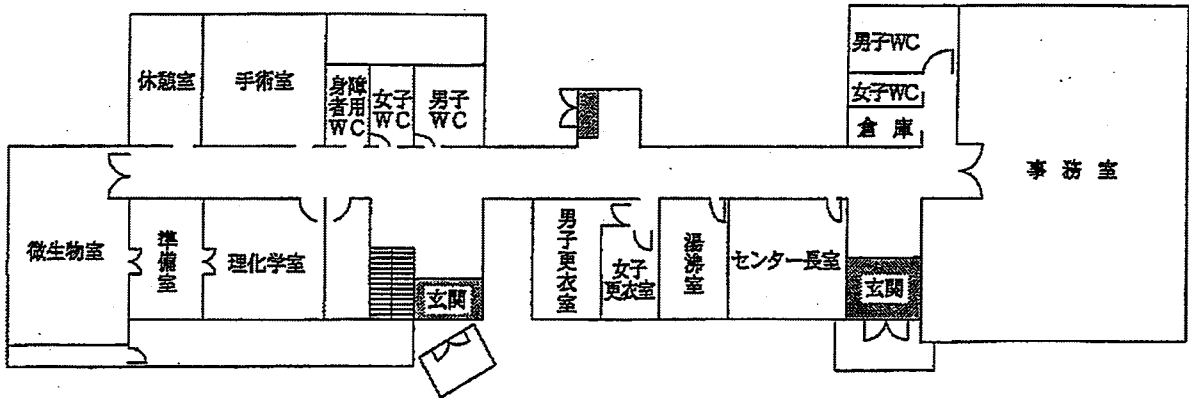 休憩室
手術室
身障者用WC
女子WC
男子WC
男子WC
女子WC
倉庫
事務室
微生物室
準備室
理化学室
玄関
男子更衣室
女子更衣室
湯沸室
センター長室
玄関